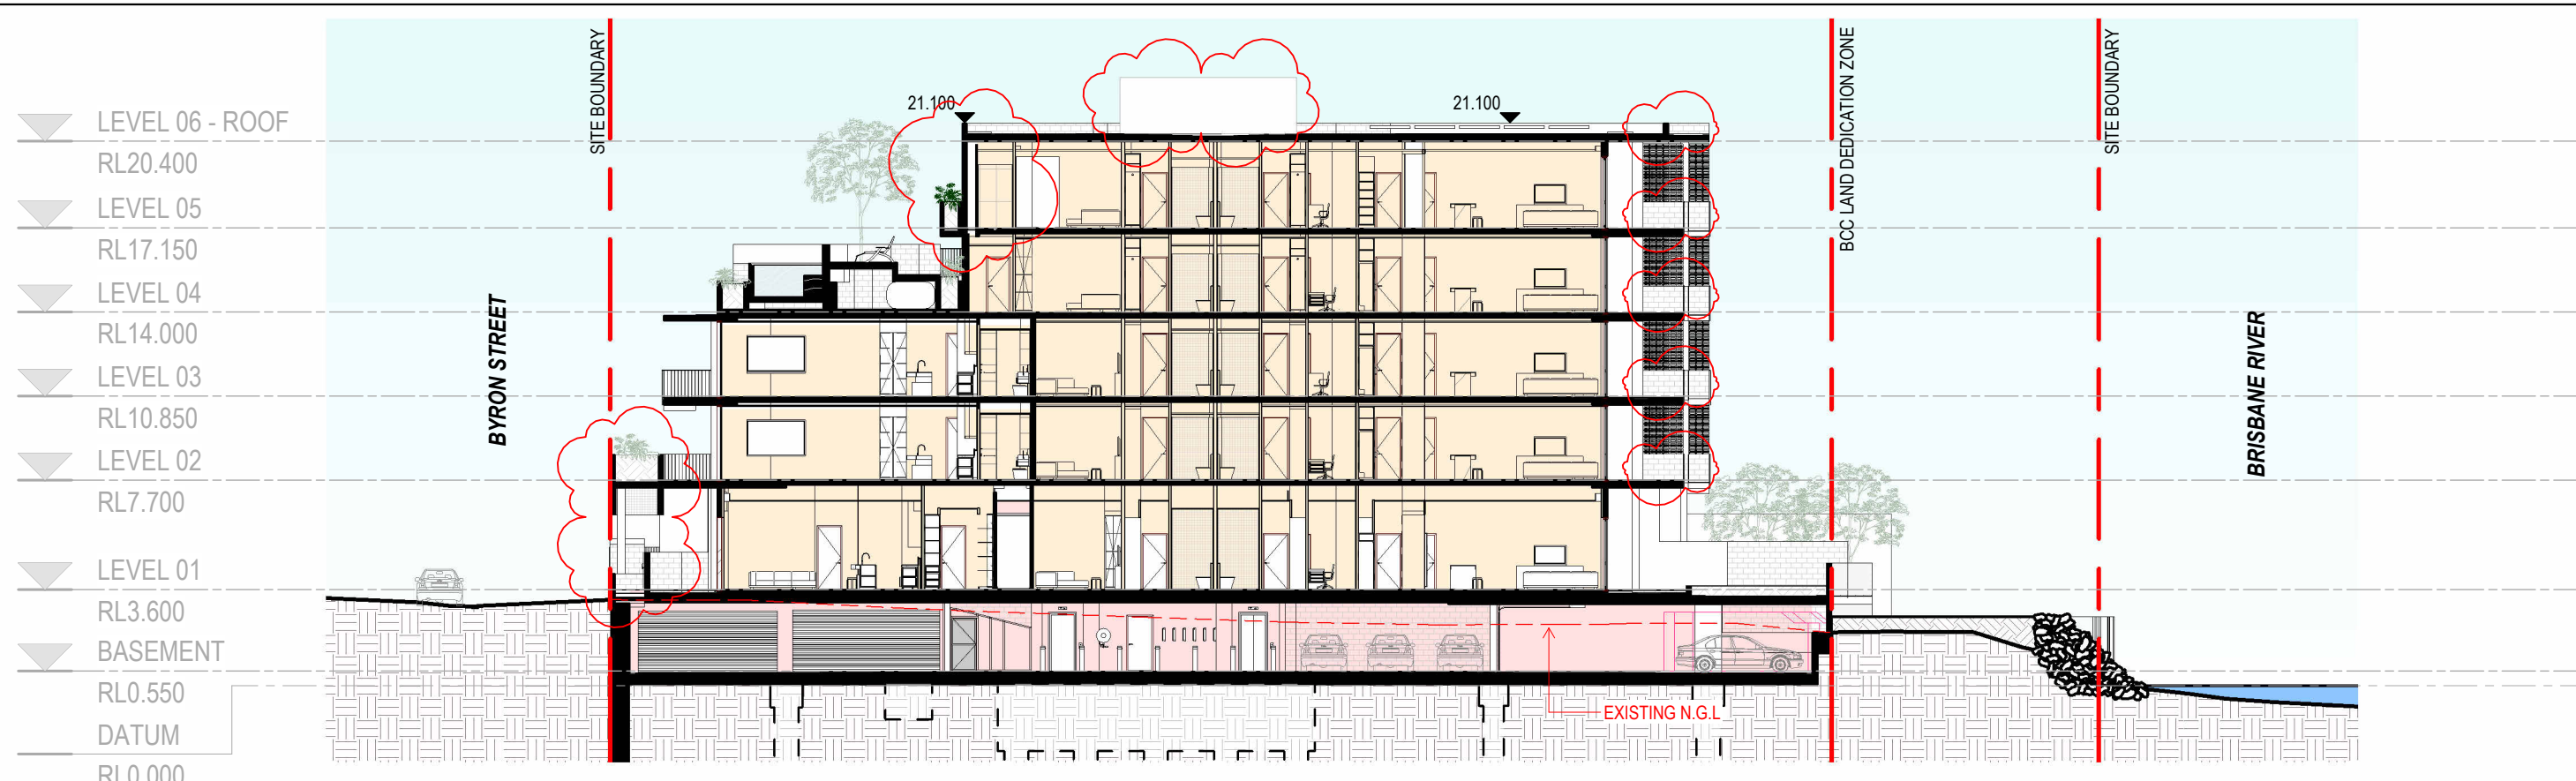 LEVEL 06 - ROOF
RL20.400
LEVEL 05
RL17.150
LEVEL 04
RL14.000
LEVEL 03
RL10.850
LEVEL 02
RL7.700
LEVEL 01
RL3.600
BASEMENT
RL0.550
DATUM
RL0.000
BYRON STREET
SITE BOUNDARY
21.100
21.100
BCC LAND DEDICATION ZONE
SITE BOUNDARY
BRISBANE RIVER
EXISTING N.G.L